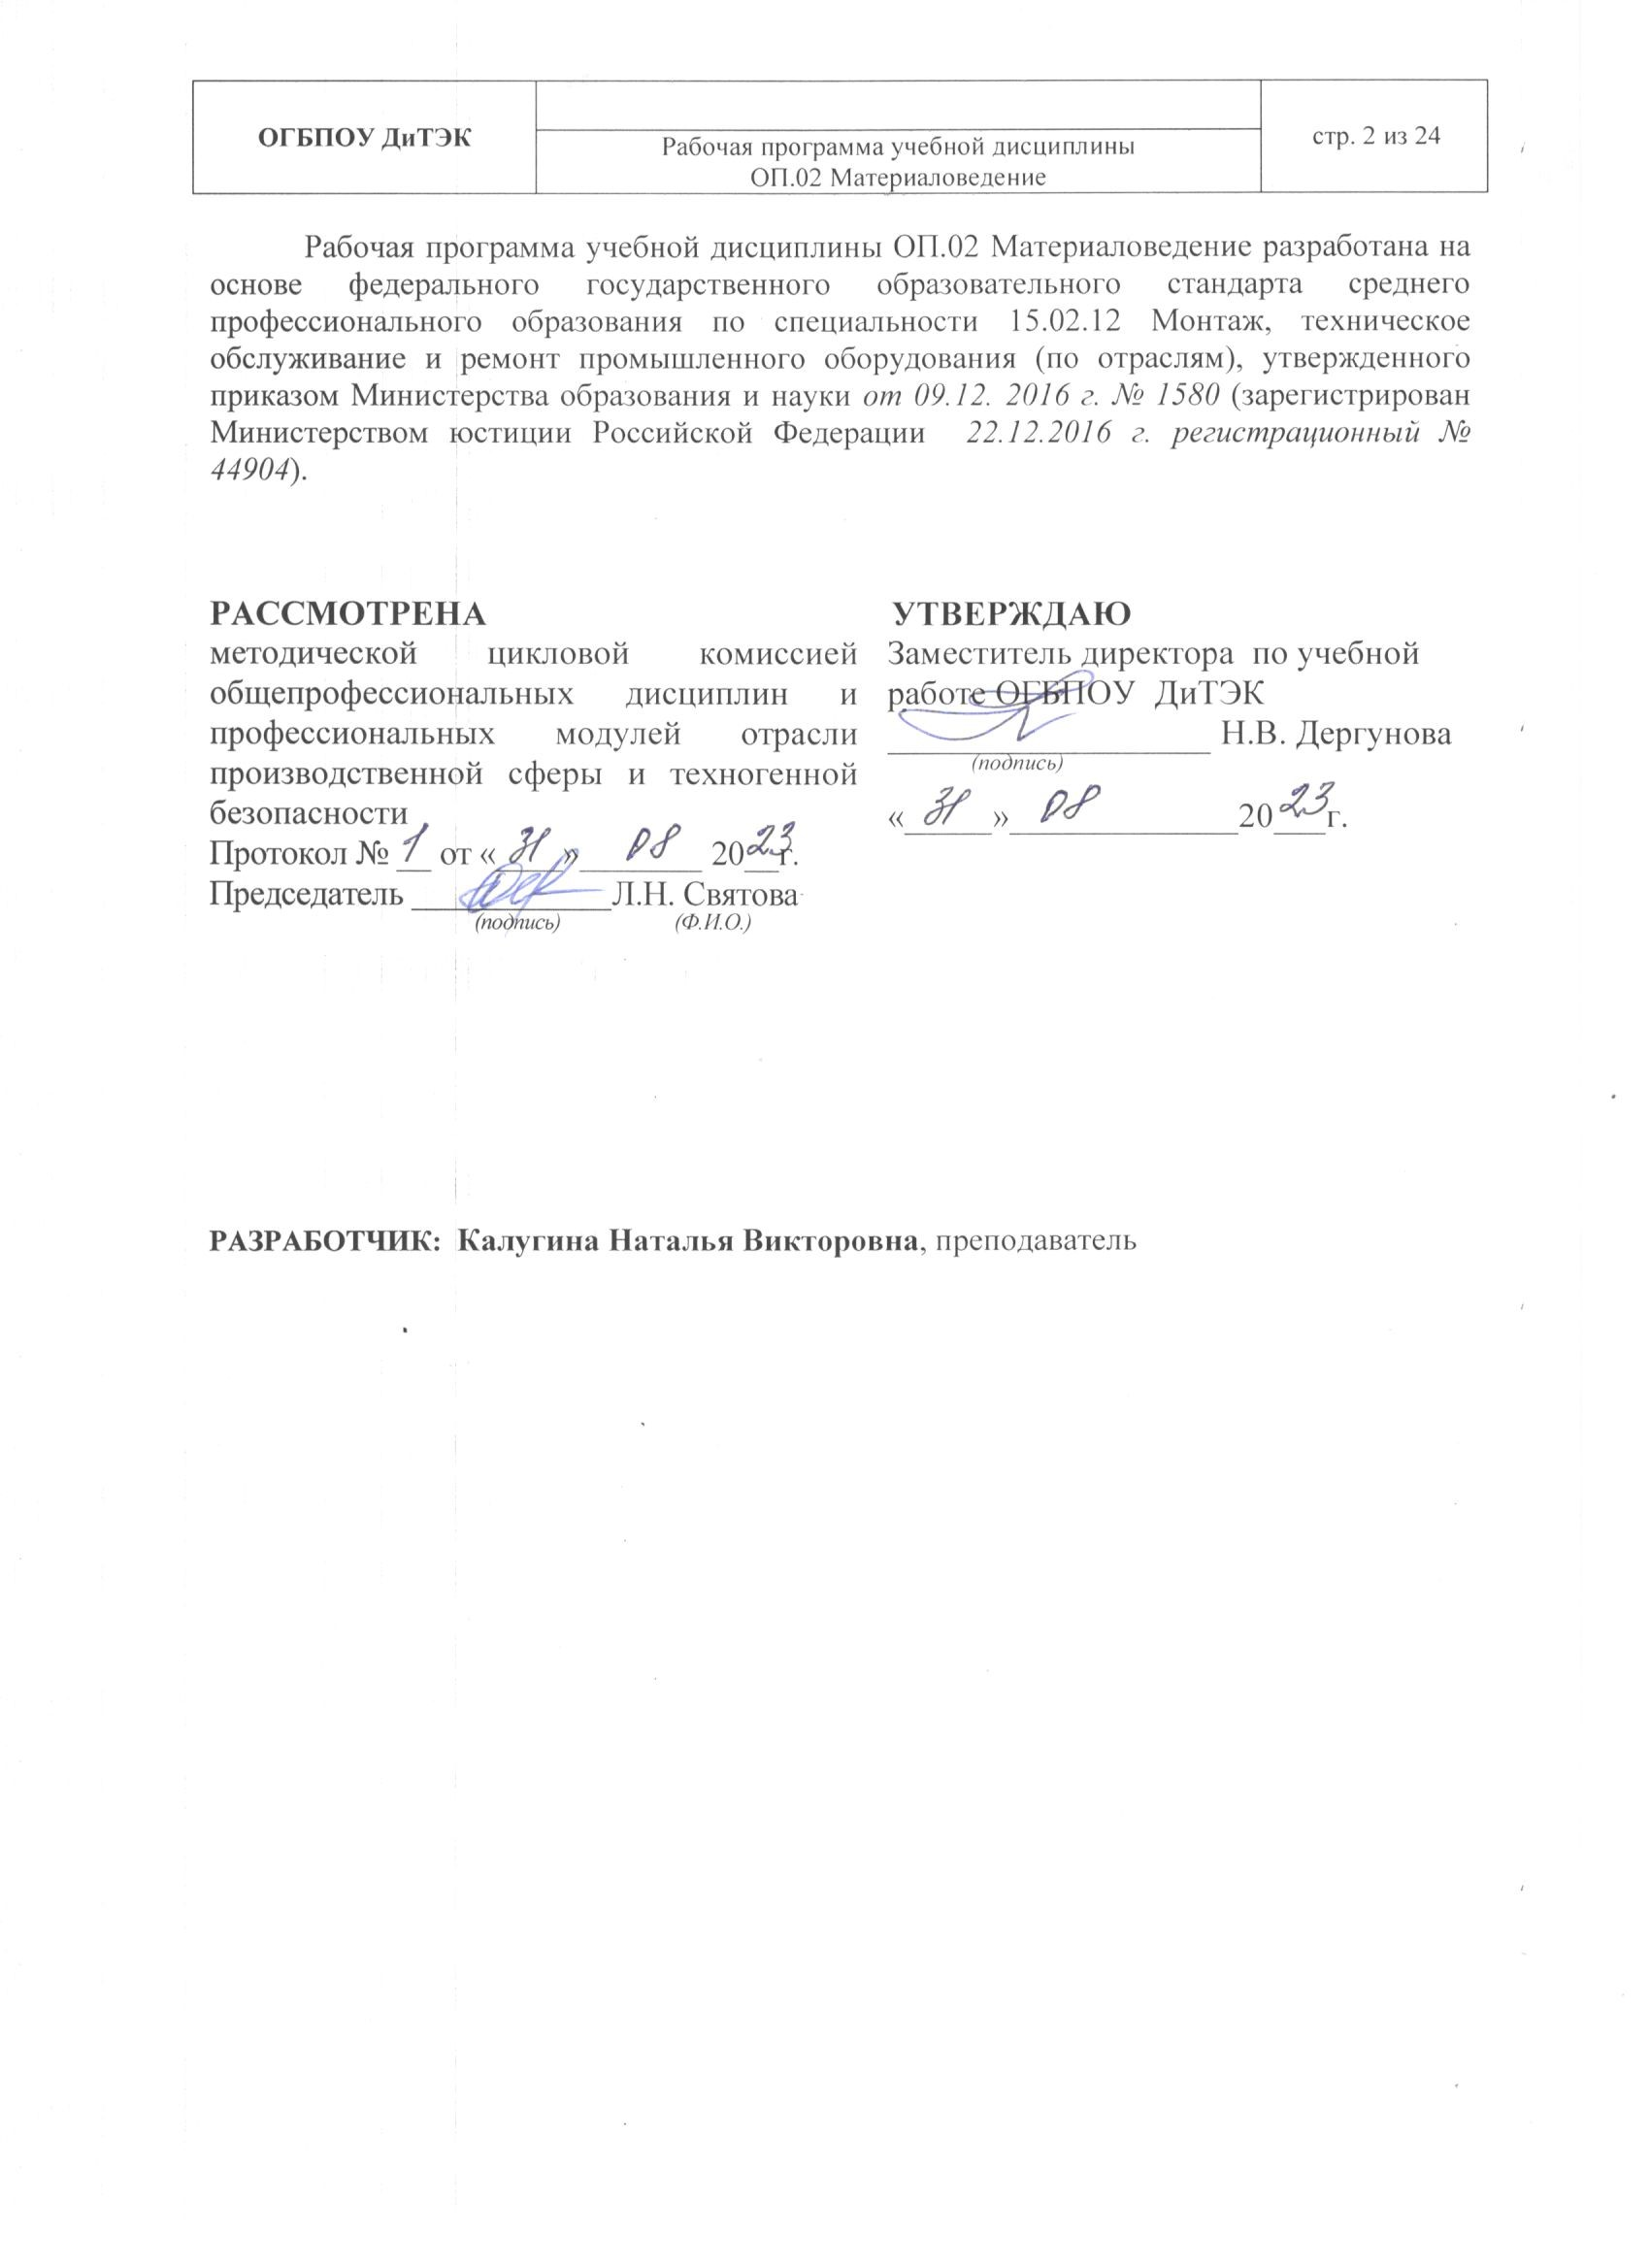 ОГБПОУ ДиТЭК
Рабочая программа учебной дисциплины
ОП.02 Материаловедение
стр. 2 из 24
Рабочая программа учебной дисциплины ОП.02 Материаловедение разработана на
основе федерального государственного образовательного стандарта среднего
профессионального образования по специальности 15.02.12 Монтаж, техническое
обслуживание и ремонт промышленного оборудования (по отраслям), утвержденного
приказом Министерства образования и науки от 09.12. 2016 г. № 1580 (зарегистрирован
Министерством юстиции Российской Федерации 22.12.2016 г. регистрационный №
44904).
РАССМОТРЕНА
методической цикловой комиссией
общепрофессиональных дисциплин и
профессиональных модулей отрасли
производственной сферы и техногенной
безопасности
Протокол № 1 от « 31 » 08 2023г.
Председатель ____________Л.Н. Святова
(подпись) (Ф.И.О.)
УТВЕРЖДАЮ
Заместитель директора по учебной
работе ОГБПОУ ДиТЭК
___________________ Н.В. Дергунова
(подпись)
« 31 » 08 2023г.
РАЗРАБОТЧИК: Калугина Наталья Викторовна, преподаватель